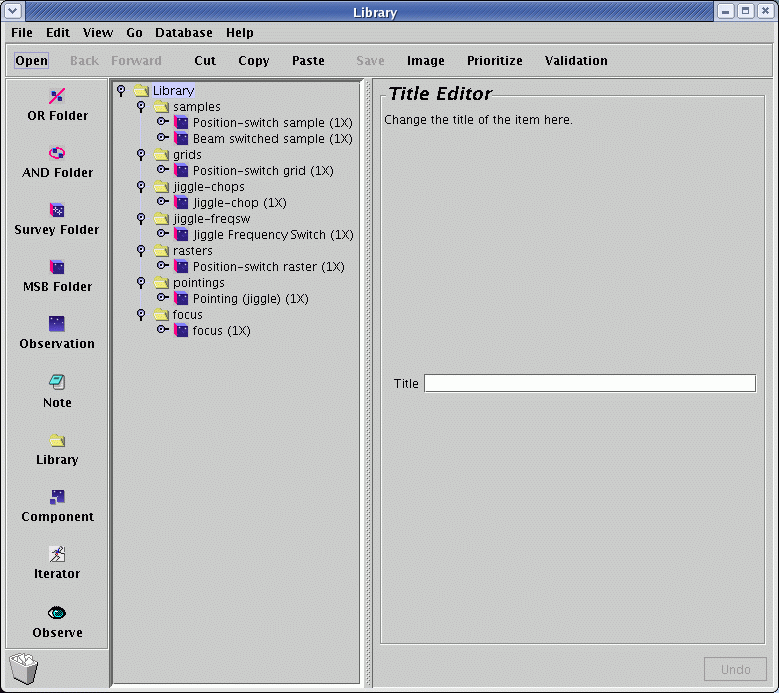 Library
File Edit View Go Database Help
Open Back Forward Cut Copy Paste Save Image Prioritize Validation
OR Folder
AND Folder
Survey Folder
MSB Folder
Observation
Note
Library
Component
Iterator
Observe
Library
samples
Position-switch sample (1X)
Beam switched sample (1X)
grids
Position-switch grid (1X)
jiggle-chops
Jiggle-chop (1X)
jiggle-freqsw
Jiggle Frequency Switch (1X)
rasters
Position-switch raster (1X)
pointings
Pointing (jiggle) (1X)
focus
focus (1X)
Title Editor
Change the title of the item here.
Title
Undo